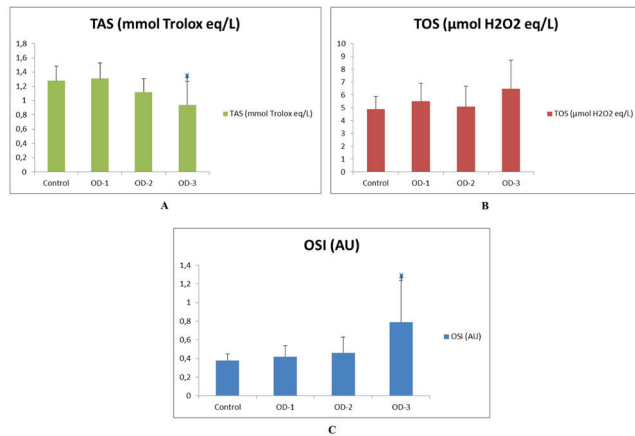 TAS (mmol Trolox eq/L)
1,8
1,6
1,4
1,2
1
0,8
0,6
0,4
0,2
0
Control OD-1 OD-2 OD-3
x
TAS (mmol Trolox eq/L)
A
TOS (µmol H2O2 eq/L)
10
9
8
7
6
5
4
3
2
1
0
Control OD-1 OD-2 OD-3
TOS (µmol H2O2 eq/L)
B
OSI (AU)
1,4
1,2
1
0,8
0,6
0,4
0,2
0
Control OD-1 OD-2 OD-3
x
OSI (AU)
C